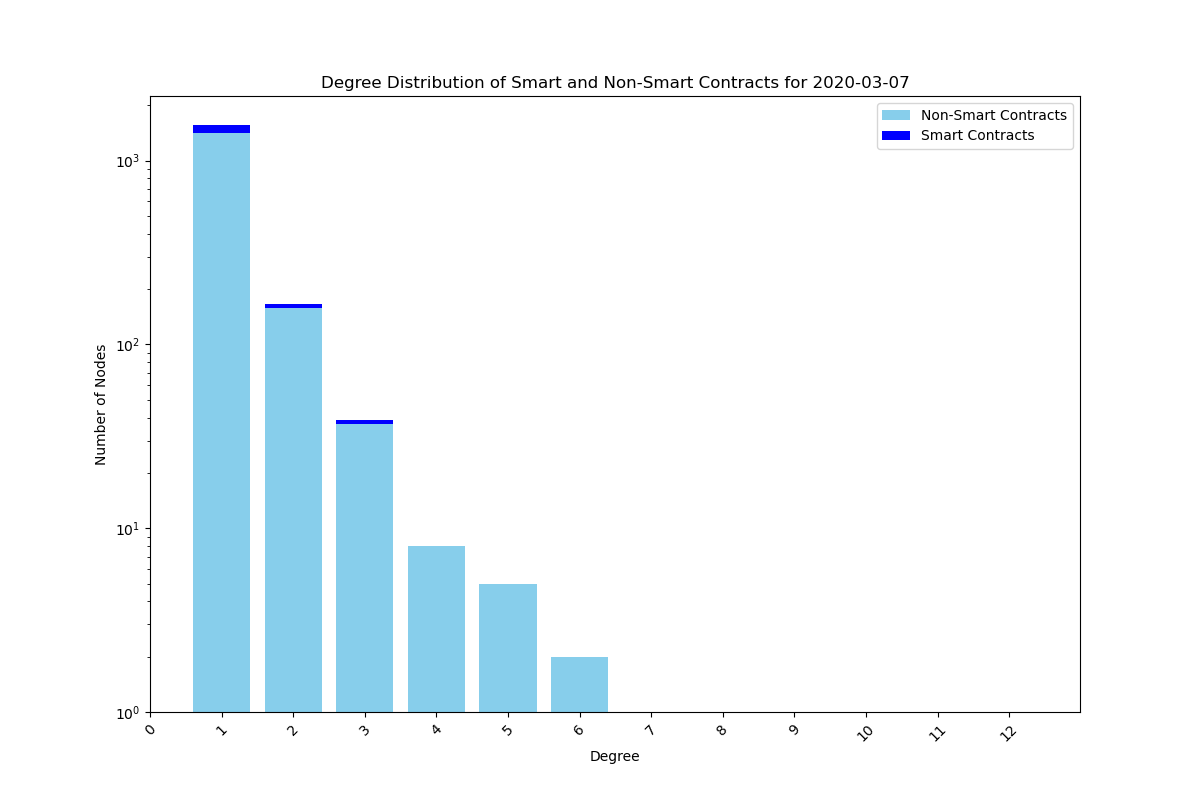 Degree Distribution of Smart and Non-Smart Contracts for 2020-03-07
Non-Smart Contracts
Smart Contracts
Number of Nodes
10³
10²
10¹
10⁰
0 1 2 3 4 5 6 7 8 9 10 11 12
Degree